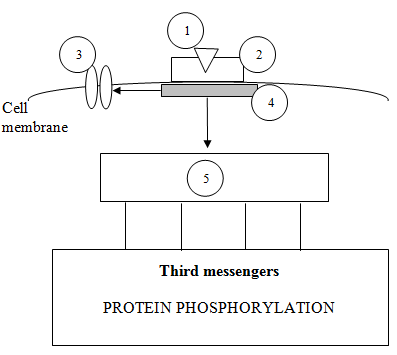 1
3
2
4
Cell
membrane
5
Third messengers
PROTEIN PHOSPHORYLATION